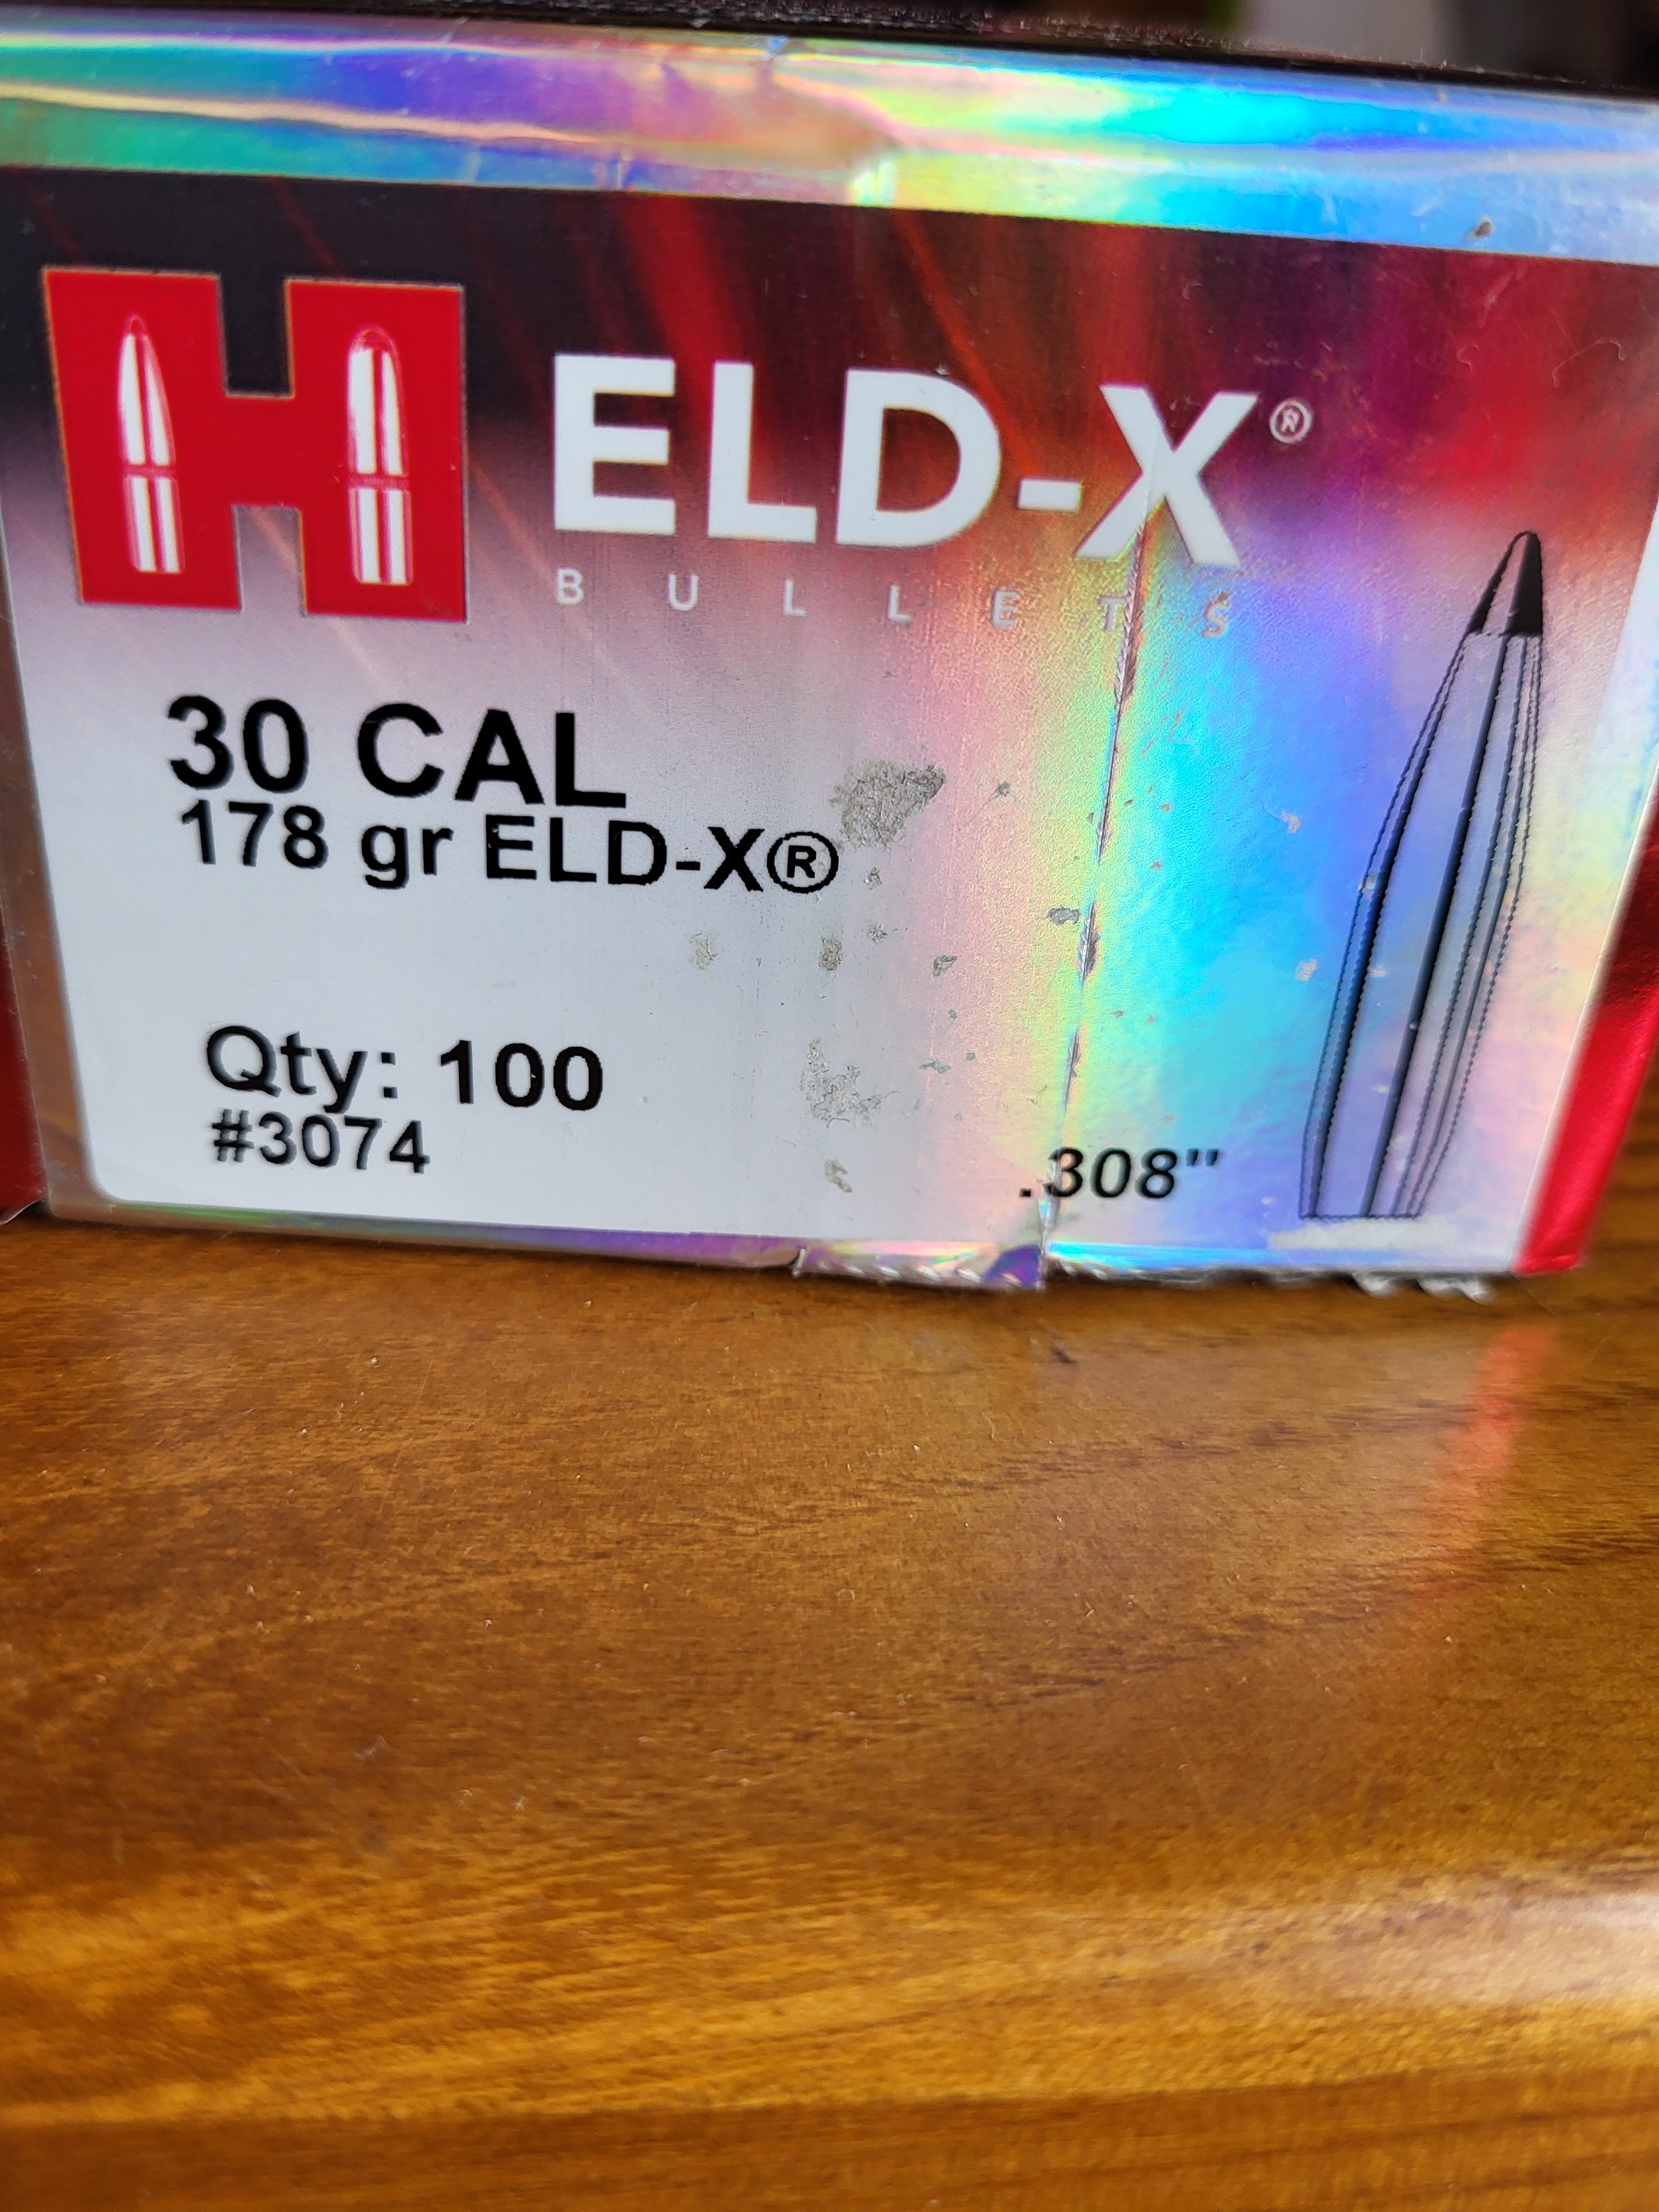 H
ELD-X®
BULLETS
30 CAL
178 gr ELD-X®
Qty: 100
#3074
.308"